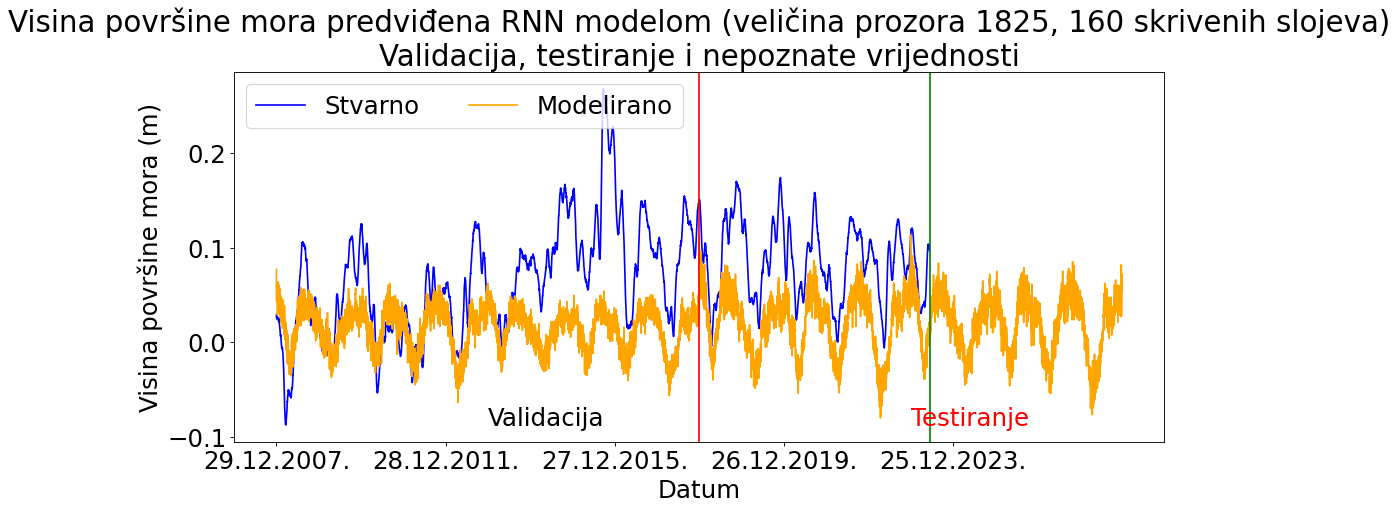 Visina površine mora predviđena RNN modelom (veličina prozora 1825, 160 skrivenih slojeva)
Validacija, testiranje i nepoznate vrijednosti
Stvarno
Modelirano
Visina površine mora (m)
0.2
0.1
0.0
−0.1
Validacija
Testiranje
29.12.2007.
28.12.2011.
27.12.2015.
26.12.2019.
25.12.2023.
Datum